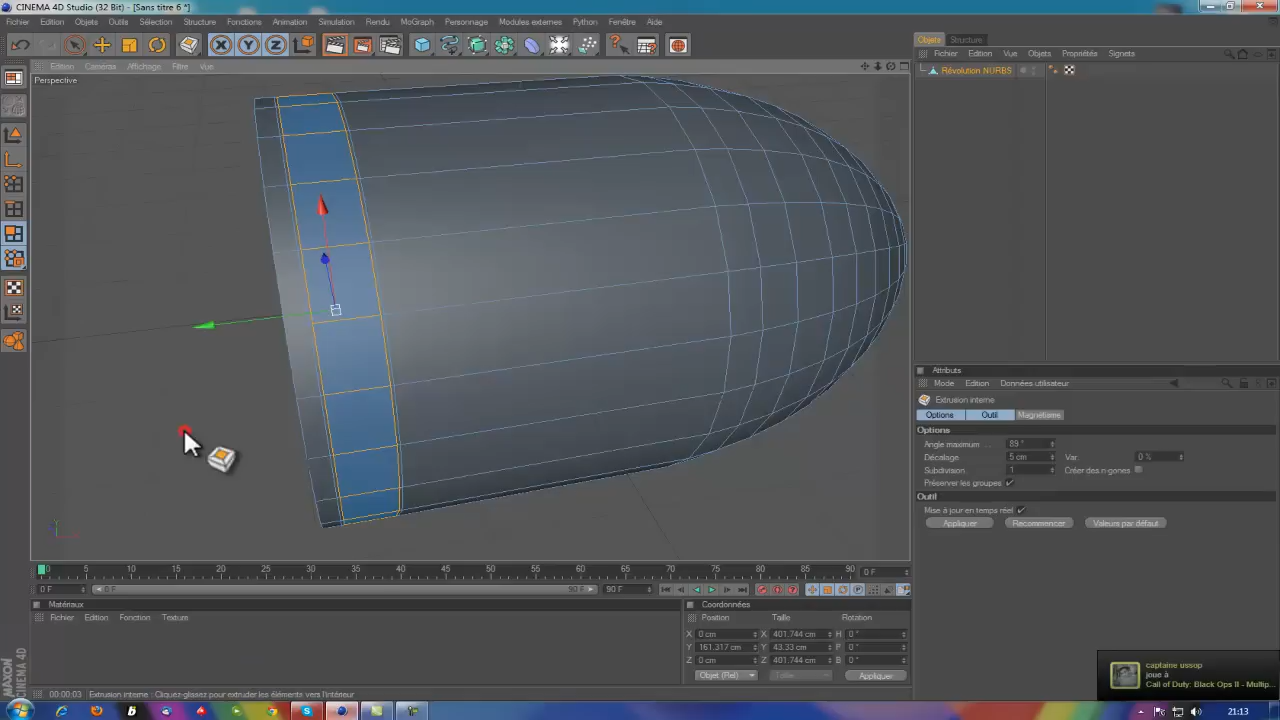 CINEMA 4D Studio (32 Bit) - [Sans titre 6 *]
Fichier Edition Objets Outils Sélection Structure Fonctions Animation Simulation Rendu MoGraph Personnage Modules externes Python Fenêtre Aide
Objets Structure
Edition Caméras Affichage Filtre Vue
Fichier Edition Vue Objets Propriétés Signets
Perspective
Révolution NURBS
Attributs
Mode Edition Données utilisateur
Extrusion interne
Options Outil Magnétisme
Options
Angle maximum . . . 89 °
Décalage. . . . 5 cm Var. . . . 0 %
Subdivision. . . 1 Créer des n-gones
Préserver les groupes
Outil
Mise à jour en temps réel
Appliquer Recommencer Valeurs par défaut
0 5 10 15 20 25 30 35 40 45 50 55 60 65 70 75 80 85 90 0 F
0 F 0 F 90 F 90 F
Matériaux
Fichier Edition Fonction Texture
Coordonnées
Position Taille Rotation
X 0 cm X 401.744 cm H 0 °
Y 161.317 cm Y 43.33 cm P 0 °
Z 0 cm Z 401.744 cm B 0 °
Objet (Rel) Taille Appliquer
captaine ussop
joue à
Call of Duty: Black Ops II - Multip...
MAXON
CINEMA 4D
00:00:03 Extrusion interne : Cliquez-glissez pour extruder les éléments vers l'intérieur
21:13